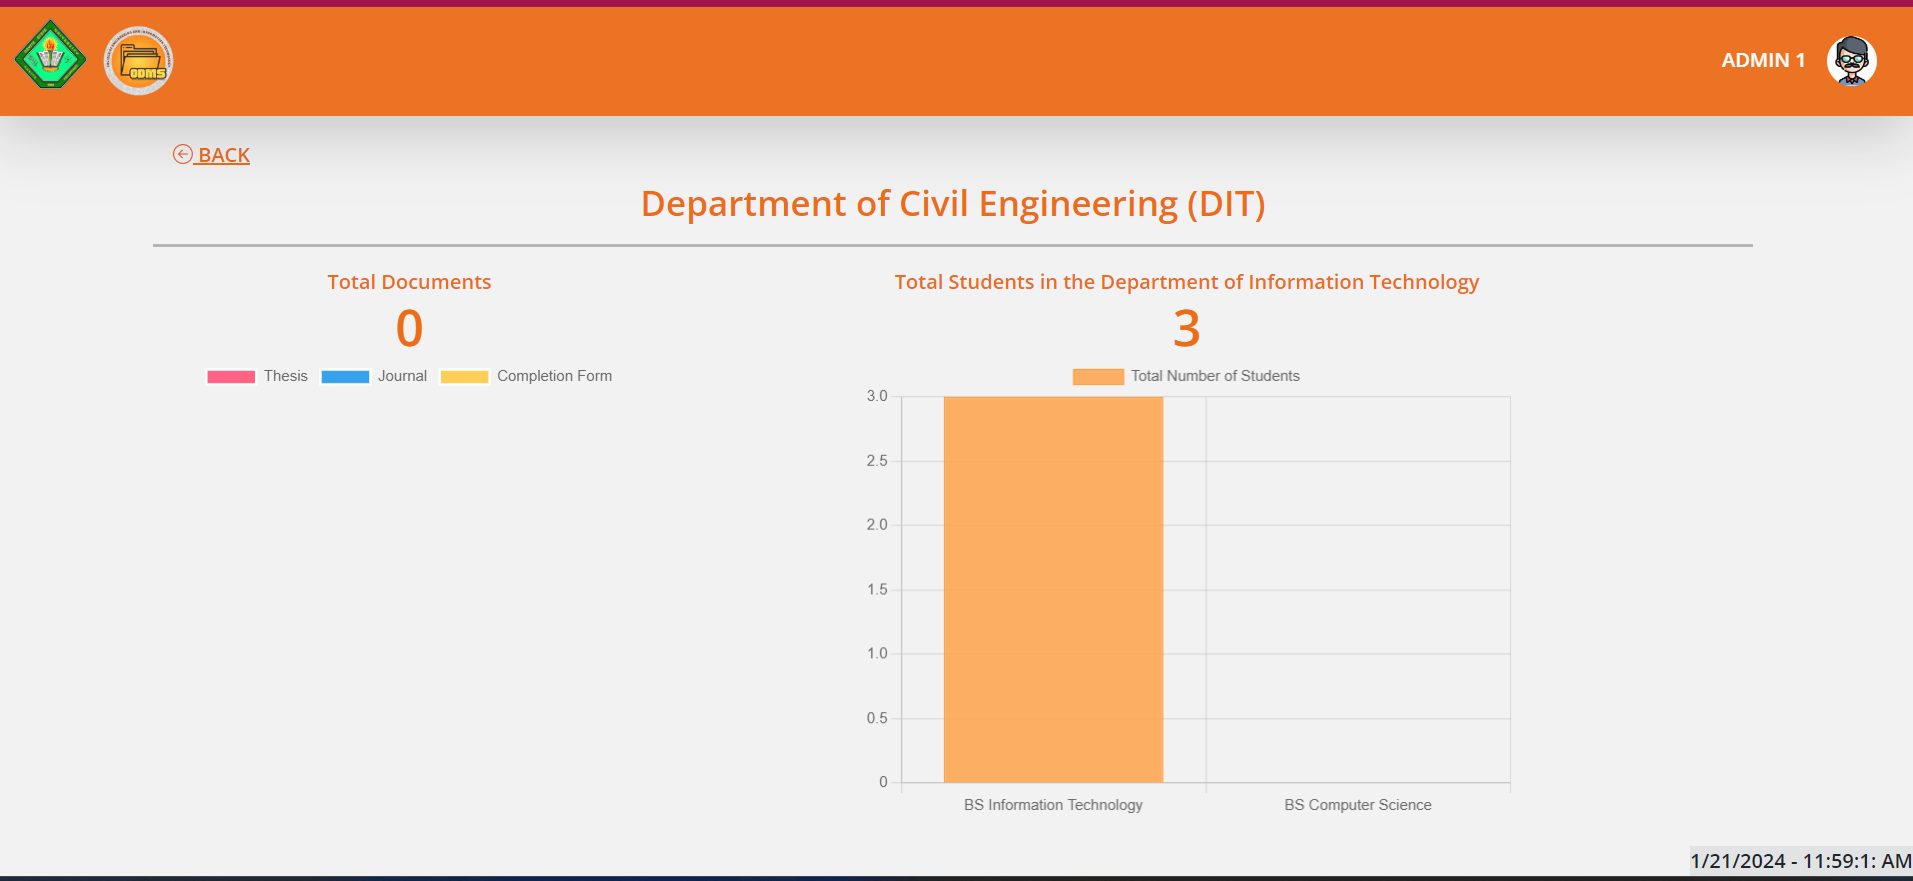 ODMS
ADMIN 1
BACK
Department of Civil Engineering (DIT)
Total Documents
0
Thesis Journal Completion Form
Total Students in the Department of Information Technology
3
Total Number of Students
3.0
2.5
2.0
1.5
1.0
0.5
0
BS Information Technology BS Computer Science
1/21/2024 - 11:59:1: AM